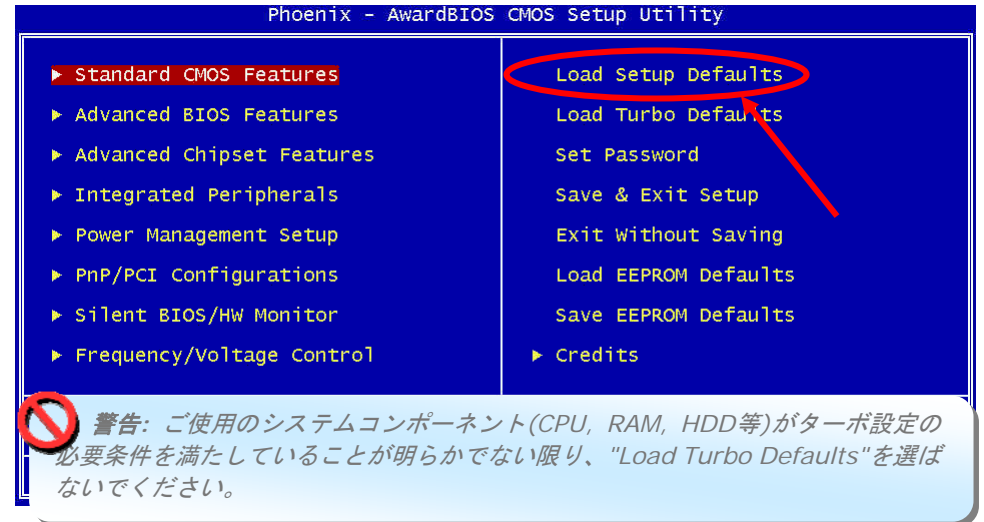 Phoenix - AwardBIOS CMOS Setup Utility
▶ Standard CMOS Features
▶ Advanced BIOS Features
▶ Advanced Chipset Features
▶ Integrated Peripherals
▶ Power Management Setup
▶ PnP/PCI Configurations
▶ Silent BIOS/HW Monitor
▶ Frequency/Voltage Control
Load Setup Defaults
Load Turbo Defaults
Set Password
Save & Exit Setup
Exit Without Saving
Load EEPROM Defaults
Save EEPROM Defaults
▶ Credits
警告: ご使用のシステムコンポーネント(CPU, RAM, HDD等)がターボ設定の
必要条件を満たしていることが明らかでない限り、"Load Turbo Defaults"を選ば
ないでください。